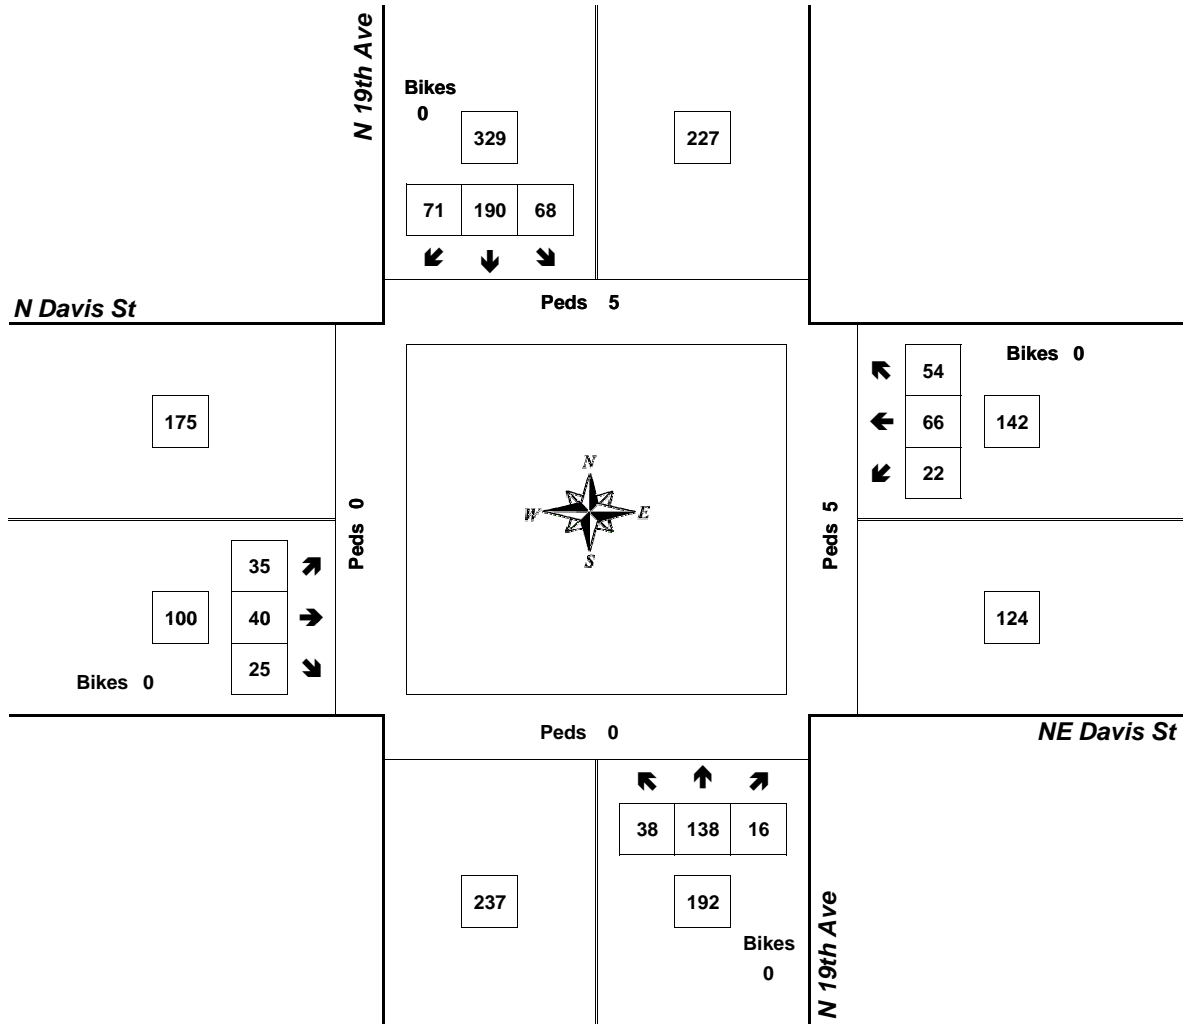 N 19th Ave
Bikes
0
329
227
71 190 68
N Davis St
Peds 5
Bikes 0
54
175
66 142
22
N
W E
S
Peds 0
Peds 5
35
100 40
25
124
Bikes 0
Peds 0
NE Davis St
38 138 16
237
192
Bikes
0
N 19th Ave